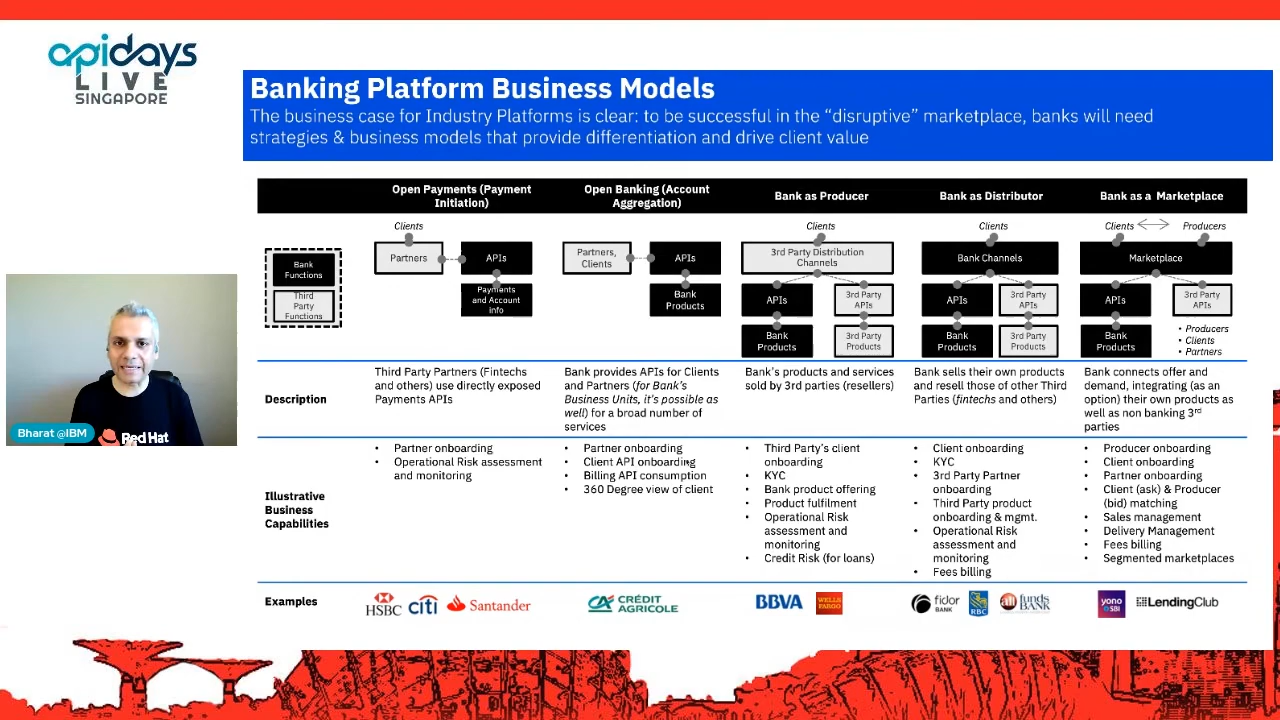 apidays
LIVE
SINGAPORE
Banking Platform Business Models
The business case for Industry Platforms is clear: to be successful in the “disruptive” marketplace, banks will need
strategies & business models that provide differentiation and drive client value
Open Payments (Payment
Initiation)
Open Banking (Account
Aggregation)
Bank as Producer
Bank as Distributor
Bank as a Marketplace
Bank
Functions
Third
Party
Functions
Clients
Partners
APIs
Payments
and Account
Info
Partners,
Clients
APIs
Bank
Products
Clients
3rd Party Distribution
Channels
APIs
3rd Party
APIs
Bank
Products
3rd Party
Products
Clients
Bank Channels
APIs
3rd Party
APIs
Bank
Products
3rd Party
Products
Clients
Producers
Marketplace
APIs
3rd Party
APIs
Bank
Products
• Producers
• Clients
• Partners
Description
Third Party Partners (Fintechs
and others) use directly exposed
Payments APIs
Bank provides APIs for Clients
and Partners (for Bank’s
Business Units, it’s possible as
well) for a broad number of
services
Bank’s products and services
sold by 3rd parties (resellers)
Bank sells their own products
and resell those of other Third
Parties (fintechs and others)
Bank connects offer and
demand, integrating (as an
option) their own products as
well as non banking 3rd
parties
Illustrative
Business
Capabilities
• Partner onboarding
• Operational Risk assessment
and monitoring
• Partner onboarding
• Client API onboarding
• Billing API consumption
• 360 Degree view of client
• Third Party’s client
onboarding
• KYC
• Bank product offering
• Product fulfilment
• Operational Risk
assessment and
monitoring
• Credit Risk (for loans)
• Client onboarding
• KYC
• 3rd Party Partner
onboarding
• Third Party product
onboarding & mgmt.
• Operational Risk
assessment and
monitoring
• Fees billing
• Producer onboarding
• Client onboarding
• Partner onboarding
• Client (ask) & Producer
(bid) matching
• Sales management
• Delivery Management
• Fees billing
• Segmented marketplaces
Examples
HSBC
citi
Santander
CRÉDIT
AGRICOLE
BBVA
WELLS
FARGO
fidor
BANK
RBC
allfunds
BANK
yono
SBI
LendingClub
Bharat @IBM
Red Hat